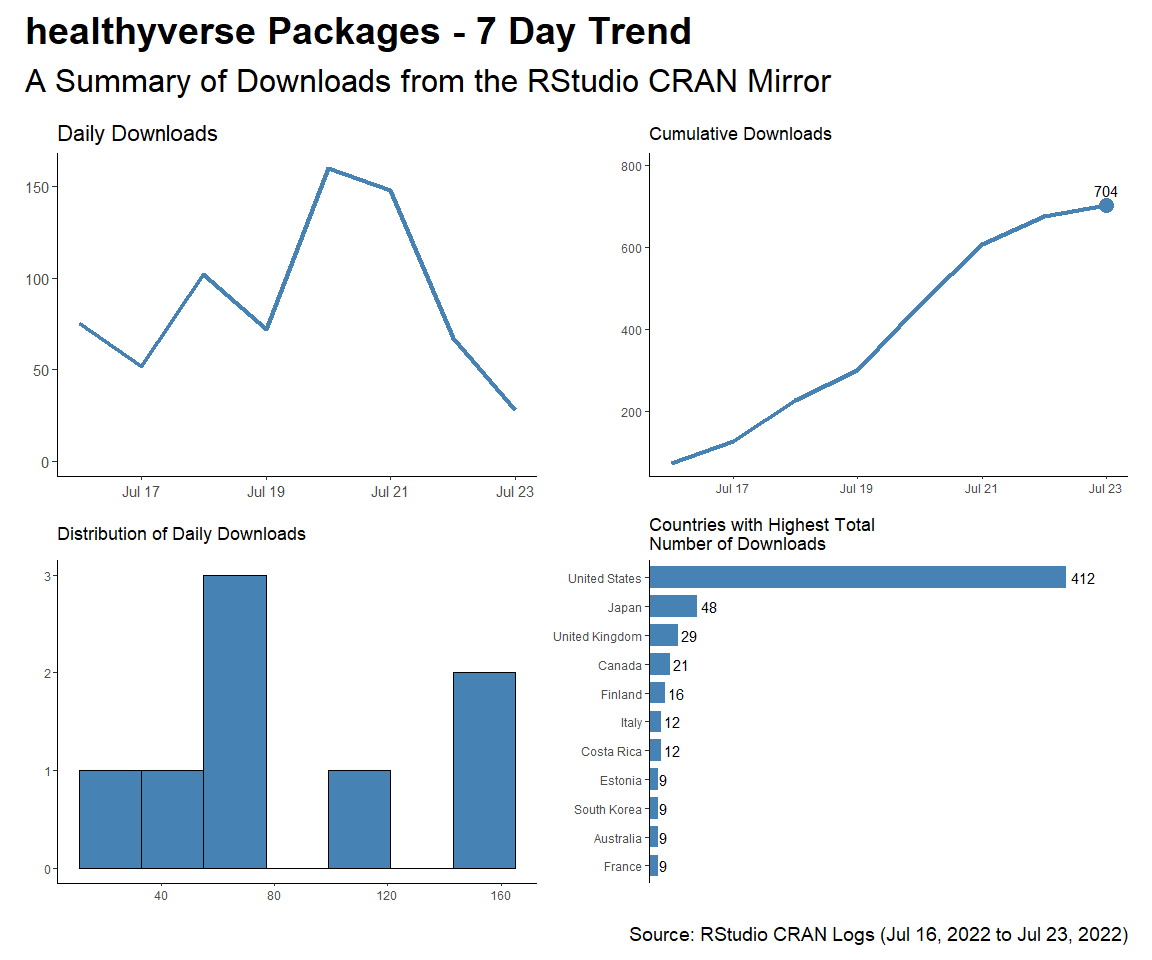 healthyverse Packages - 7 Day Trend
A Summary of Downloads from the RStudio CRAN Mirror
Daily Downloads
150
100
50
0
Jul 17 Jul 19 Jul 21 Jul 23
Cumulative Downloads
800
600
400
200
704
Jul 17 Jul 19 Jul 21 Jul 23
Distribution of Daily Downloads
3
2
1
0
40 80 120 160
Countries with Highest Total
Number of Downloads
United States 412
Japan 48
United Kingdom 29
Canada 21
Finland 16
Italy 12
Costa Rica 12
Estonia 9
South Korea 9
Australia 9
France 9
Source: RStudio CRAN Logs (Jul 16, 2022 to Jul 23, 2022)